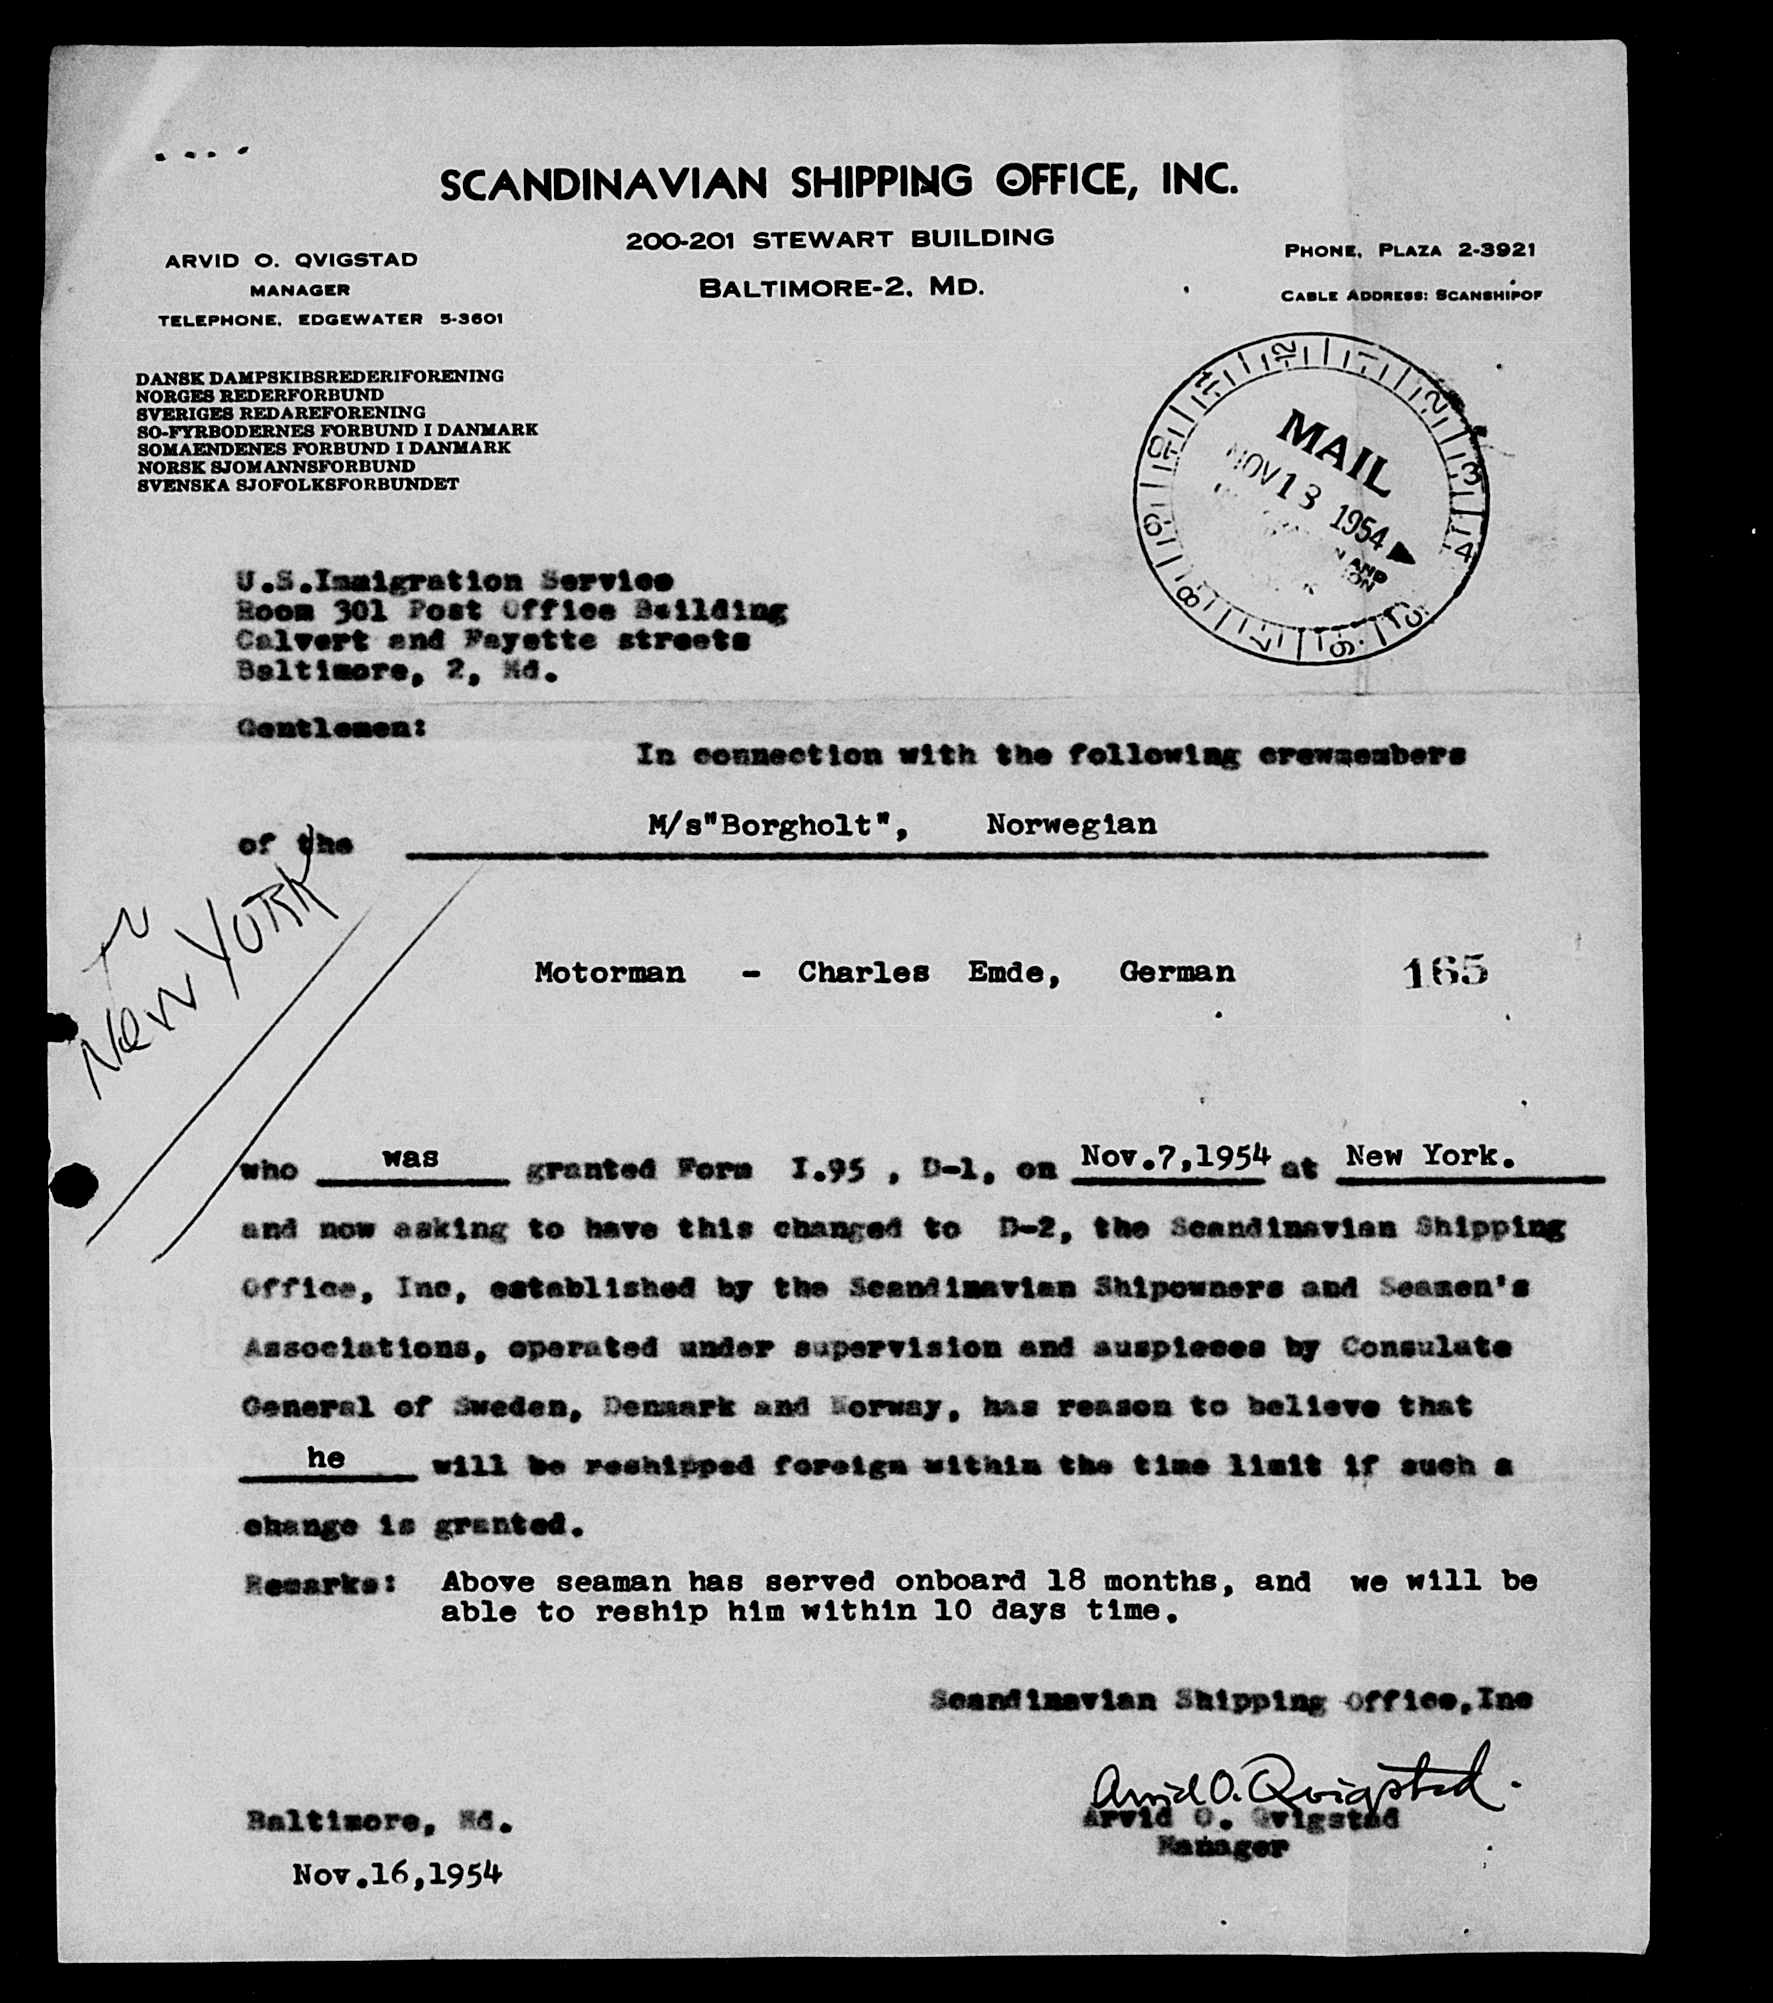 SCANDINAVIAN SHIPPING OFFICE, INC.
200-201 STEWART BUILDING
BALTIMORE-2, MD.
ARVID O. QVIGSTAD
MANAGER
TELEPHONE, EDGEWATER 5-3601
PHONE, PLAZA 2-3921
CABLE ADDRESS: SCANSHIPOF
DANSK DAMPSKIBSREDERIFORENING
NORGES REDERFORBUND
SVERIGES REDAREFORENING
SO-FYRBODERNES FORBUND I DANMARK
SOMAENDENES FORBUND I DANMARK
NORSK SJOMANNSFORBUND
SVENSKA SJOFOLKSFORBUNDET
MAIL
NOV 13 1954
AND
U.S.Immigration Service
Room 301 Post Office Building
Calvert and Fayette streets
Baltimore, 2, Md.
Gentlemen:
In connection with the following crewmembers
of the M/s"Borgholt", Norwegian
To
New YORK
Motorman - Charles Emde, German 165
who was granted Form I.95 , D-1, on Nov.7,1954 at New York.
and now asking to have this changed to D-2, the Scandinavian Shipping
Office, Inc, established by the Scandinavian Shipowners and Seamen's
Associations, operated under supervision and auspieces by Consulate
General of Sweden, Denmark and Norway, has reason to believe that
he will be reshipped foreign within the time limit if such a
change is granted.
Remarks: Above seaman has served onboard 18 months, and we will be
able to reship him within 10 days time.
Scandinavian Shipping Office,Inc
Arvid O. Qvigstad.
Arvid O. Qvigstad
Manager
Baltimore, Md.
Nov.16,1954